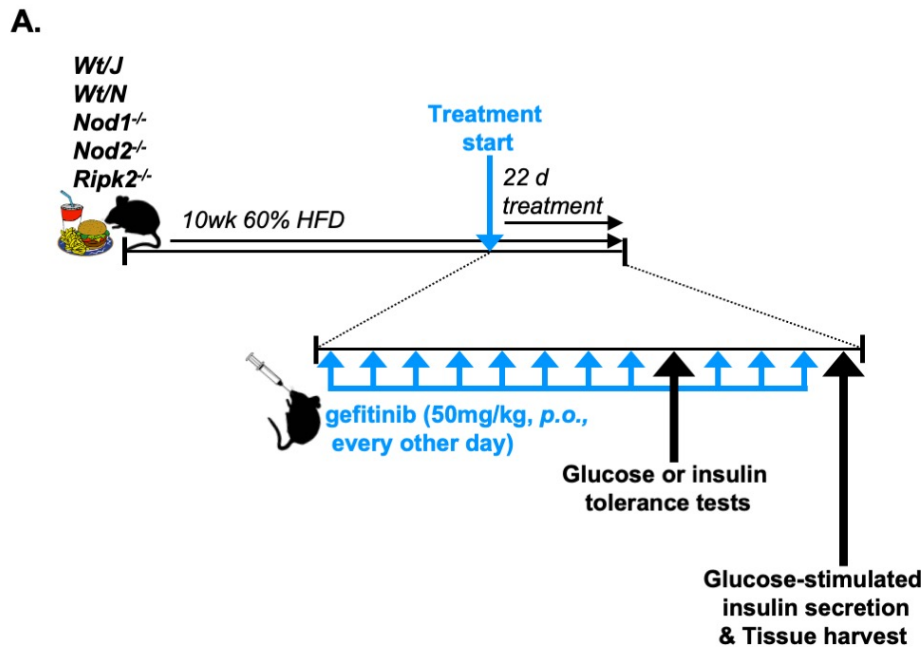 A.
Wt/J
Wt/N
Nod1-/-
Nod2-/-
Ripk2-/-
10wk 60% HFD
Treatment
start
22 d
treatment
gefitinib (50mg/kg, p.o.,
every other day)
Glucose or insulin
tolerance tests
Glucose-stimulated
insulin secretion
& Tissue harvest